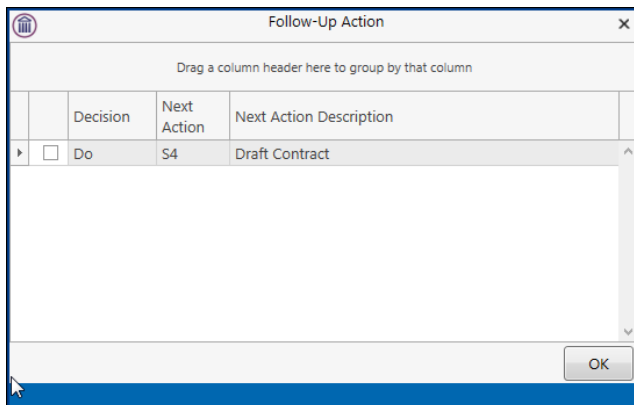 Follow-Up Action
Drag a column header here to group by that column
Decision
Next
Action
Next Action Description
Do
S4
Draft Contract
OK